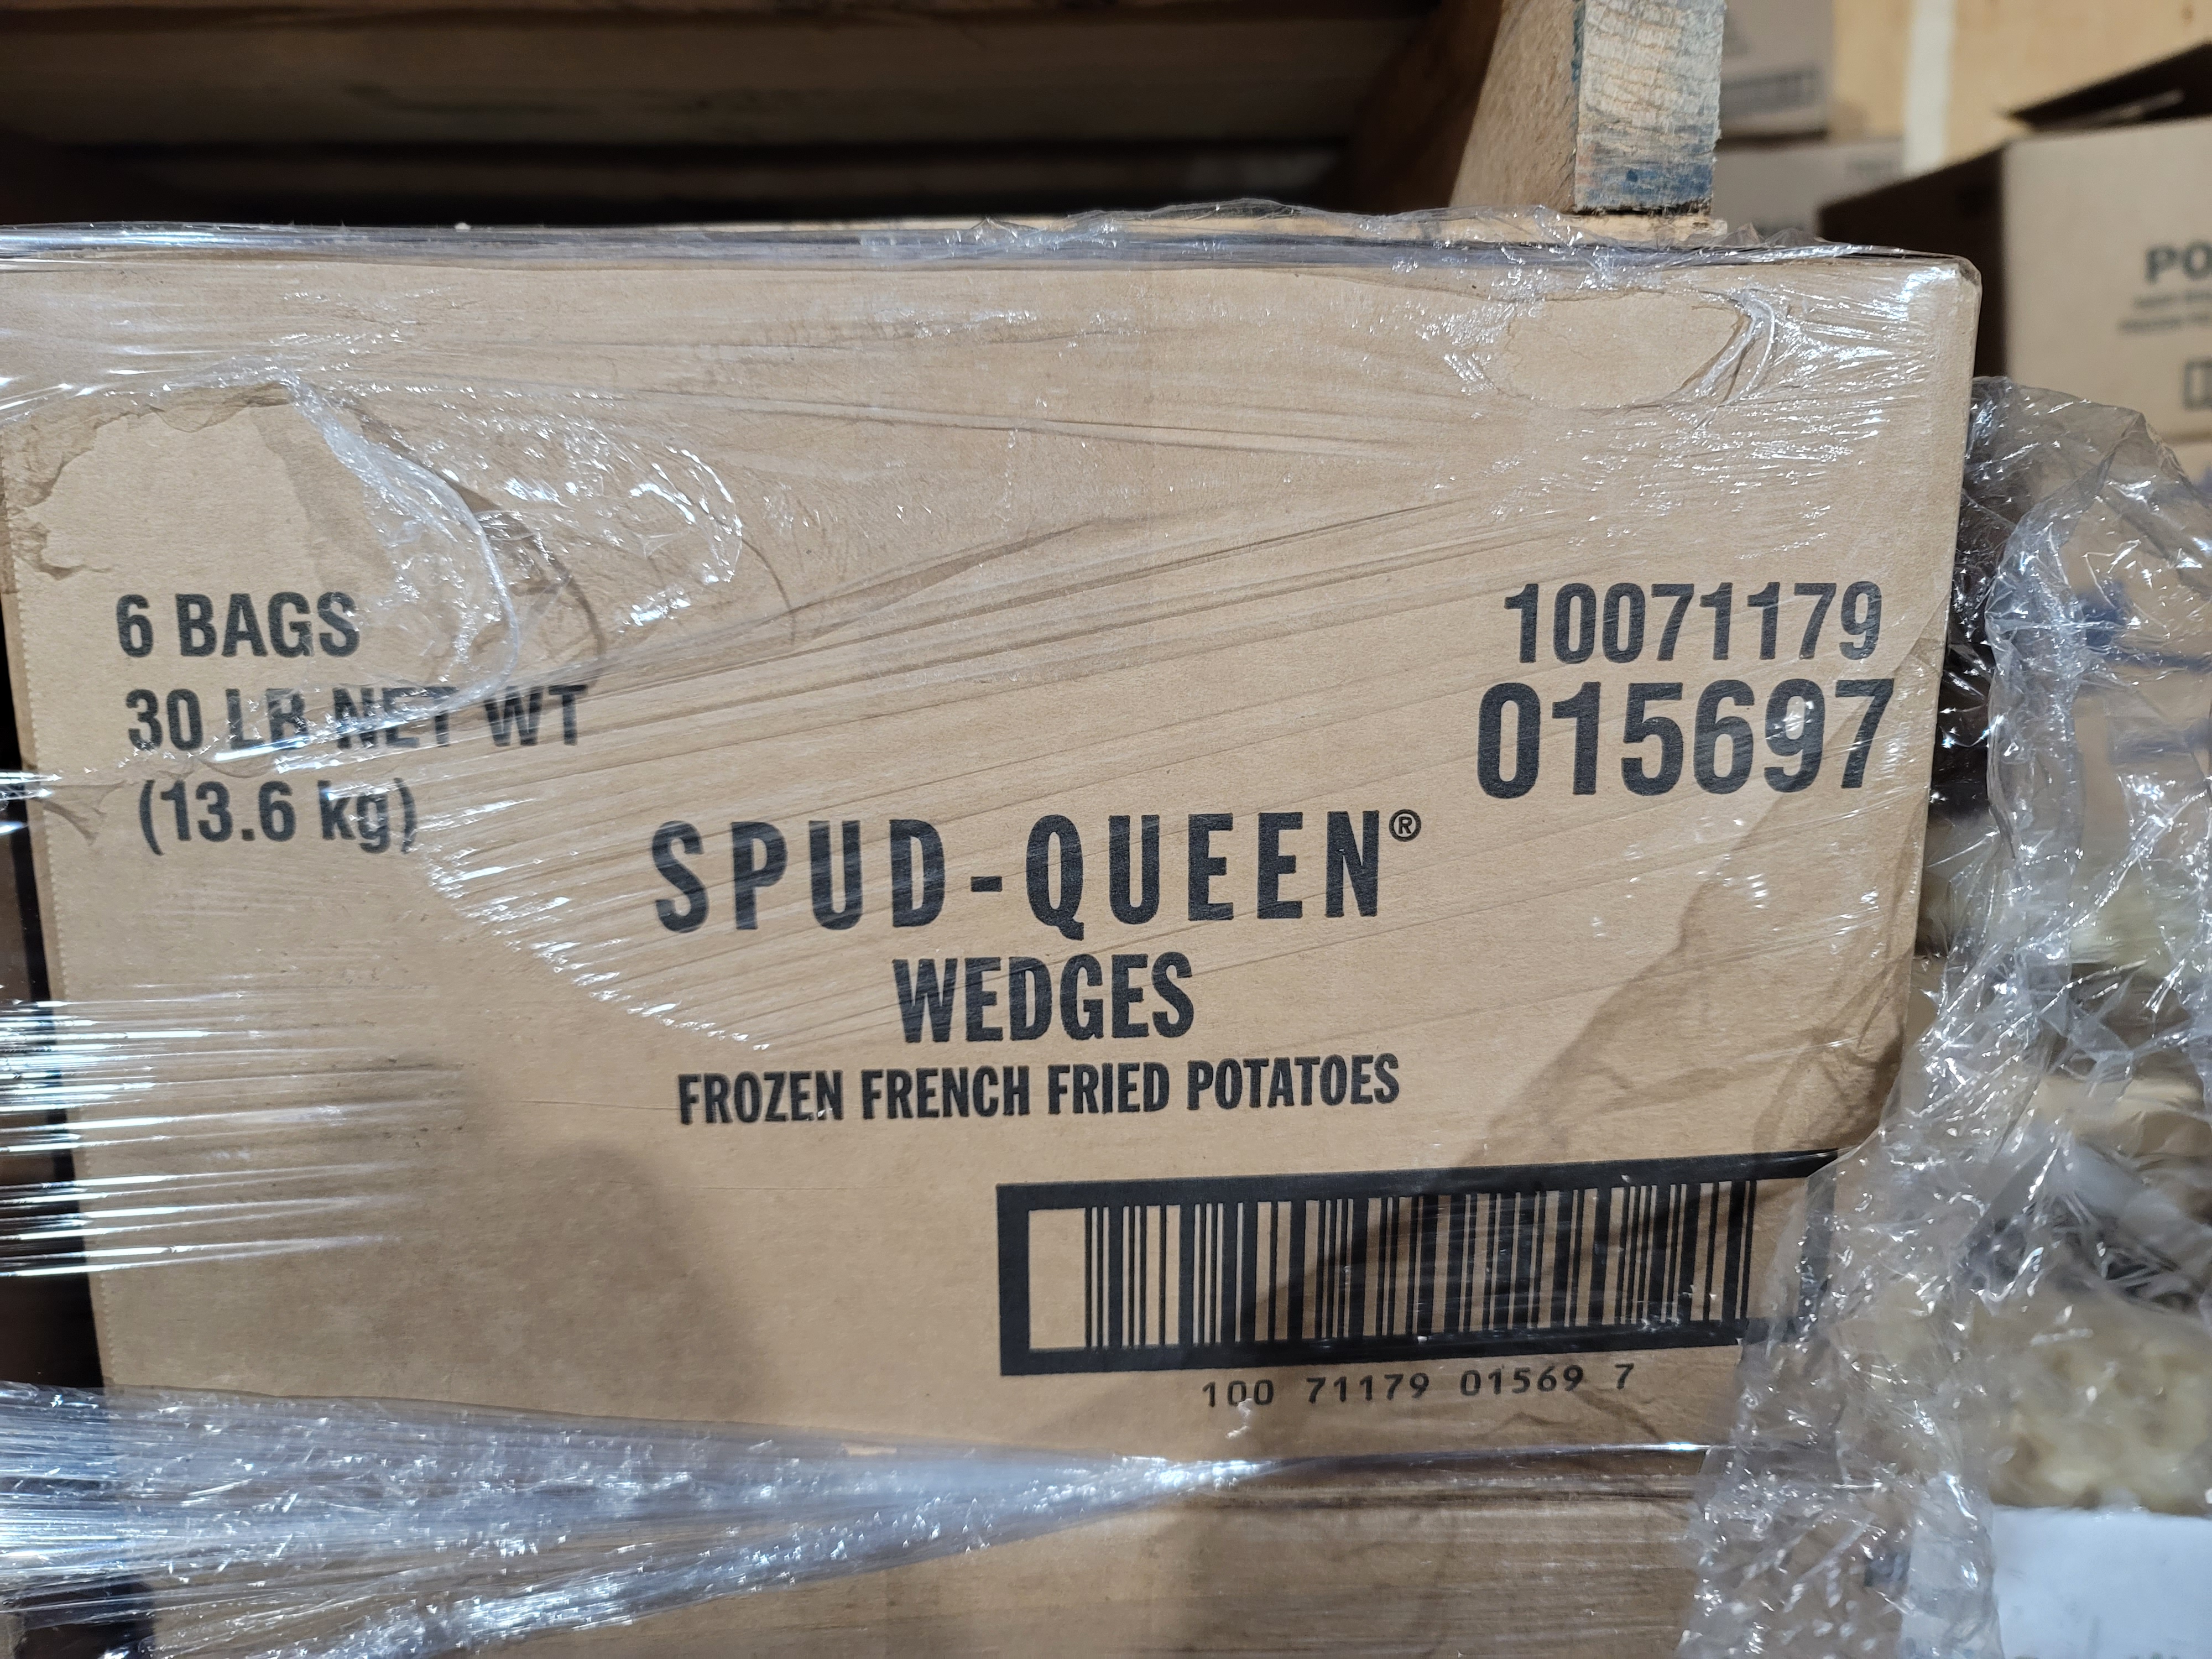 6 BAGS
30 LB NET WT
(13.6 kg)
10071179
015697
SPUD-QUEEN®
WEDGES
FROZEN FRENCH FRIED POTATOES
100 71179 01569 7
PO